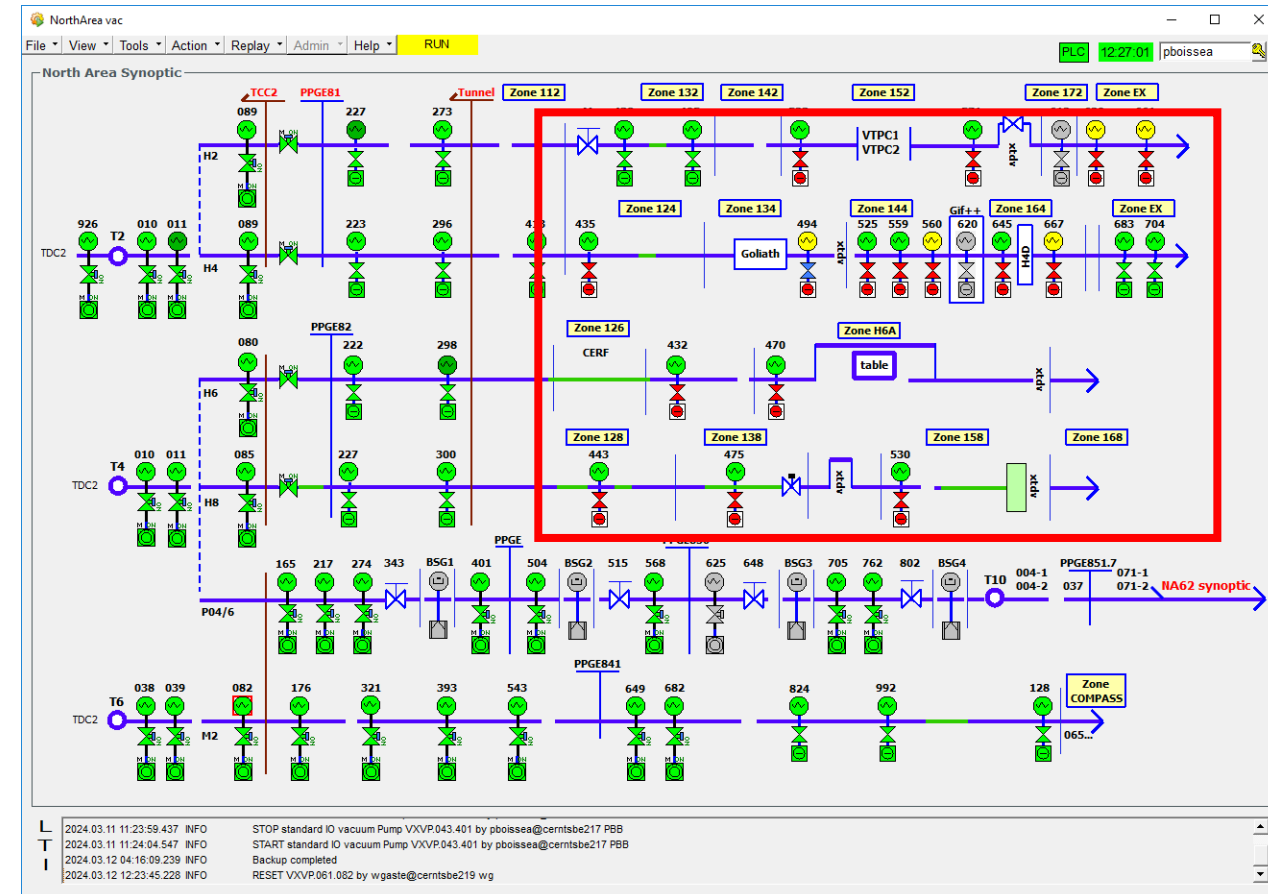 NorthArea vac
File View Tools Action Replay Admin Help RUN
PLC 12:27:01 pboissea
North Area Synoptic
TCC2 PPGE81 Tunnel Zone 112 Zone 132 Zone 142 Zone 152 Zone 172 Zone EX
089 227 273
VTPC1
VTPC2
H2 xtdv
Zone 124 Zone 134 Zone 144 Gif++ Zone 164 Zone EX
926 T2 010 011 089 223 296 413 435 494 525 559 560 620 645 667 683 704
TDC2 Goliath xtdv H4D
H4
PPGE82 Zone 126 Zone H6A
080 222 298 CERF 432 470
table
H6 xtdv
Zone 128 Zone 138 Zone 158 Zone 168
T4 010 011 085 227 300 443 475 530
TDC2 xtdv xtdv
H8
PPGE
165 217 274 343 BSG1 401 504 BSG2 515 568 625 648 BSG3 705 762 802 BSG4 PPGE851.7
T10 004-1 071-1
004-2 037 071-2 NA62 synoptic
P04/6
PPGE841
T6 038 039 082 176 321 393 543 649 682 824 992 128 Zone
COMPASS
TDC2
M2 065...
L 2024.03.11 11:23:59.437 INFO STOP standard IO vacuum Pump VXVP.043.401 by pboissea@cerntsbe217 PBB
T 2024.03.11 11:24:04.547 INFO START standard IO vacuum Pump VXVP.043.401 by pboissea@cerntsbe217 PBB
I 2024.03.12 04:16:09.239 INFO Backup completed
2024.03.12 12:23:45.228 INFO RESET VXVP.061.082 by wgaste@cerntsbe219 wg